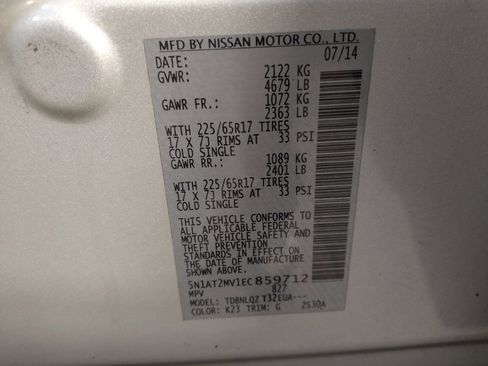 MFD BY NISSAN MOTOR CO., LTD.
DATE: 07/14
GVWR: 2122 KG
4679 LB
GAWR FR.: 1072 KG
2363 LB
WITH 225/65R17 TIRES
17 X 7J RIMS AT 33 PSI
COLD SINGLE
GAWR RR.: 1089 KG
2401 LB
WITH 225/65R17 TIRES
17 X 7J RIMS AT 33 PSI
COLD SINGLE
THIS VEHICLE CONFORMS TO
ALL APPLICABLE FEDERAL
MOTOR VEHICLE SAFETY AND
THEFT PREVENTION
STANDARDS IN EFFECT ON
THE DATE OF MANUFACTURE
SHOWN ABOVE.
5N1AT2MV1EC859712
MPV 827
MODEL: TDBNLQZ T32EUA---
COLOR: K23 TRIM: G 2S30A